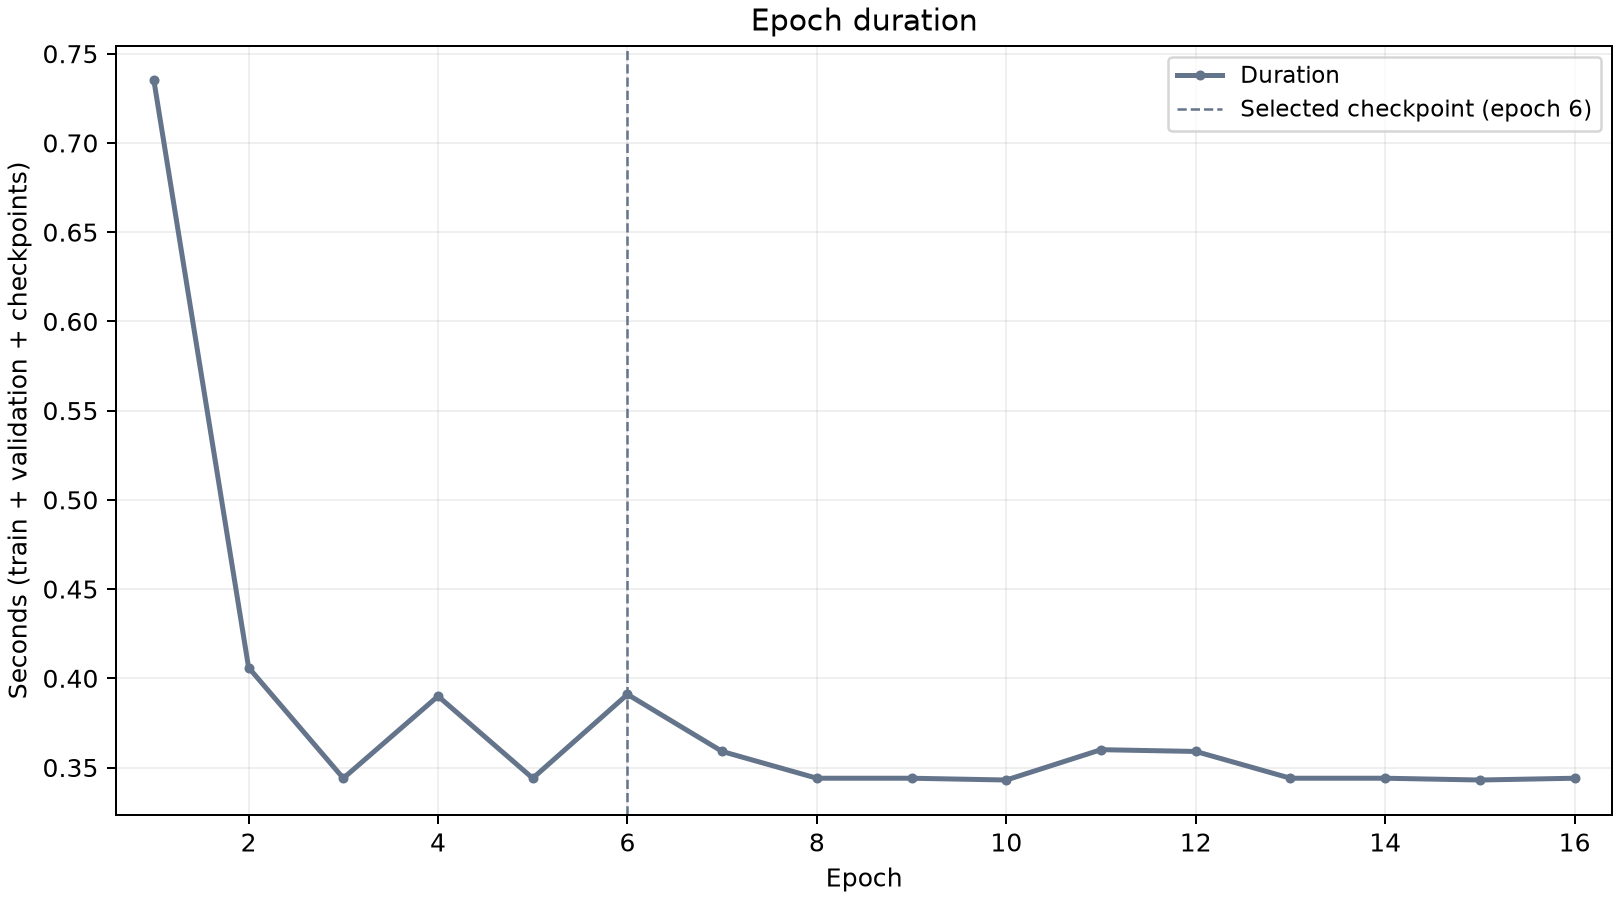 Epoch duration
Duration
Selected checkpoint (epoch 6)
Seconds (train + validation + checkpoints)
0.75
0.70
0.65
0.60
0.55
0.50
0.45
0.40
0.35
2 4 6 8 10 12 14 16
Epoch